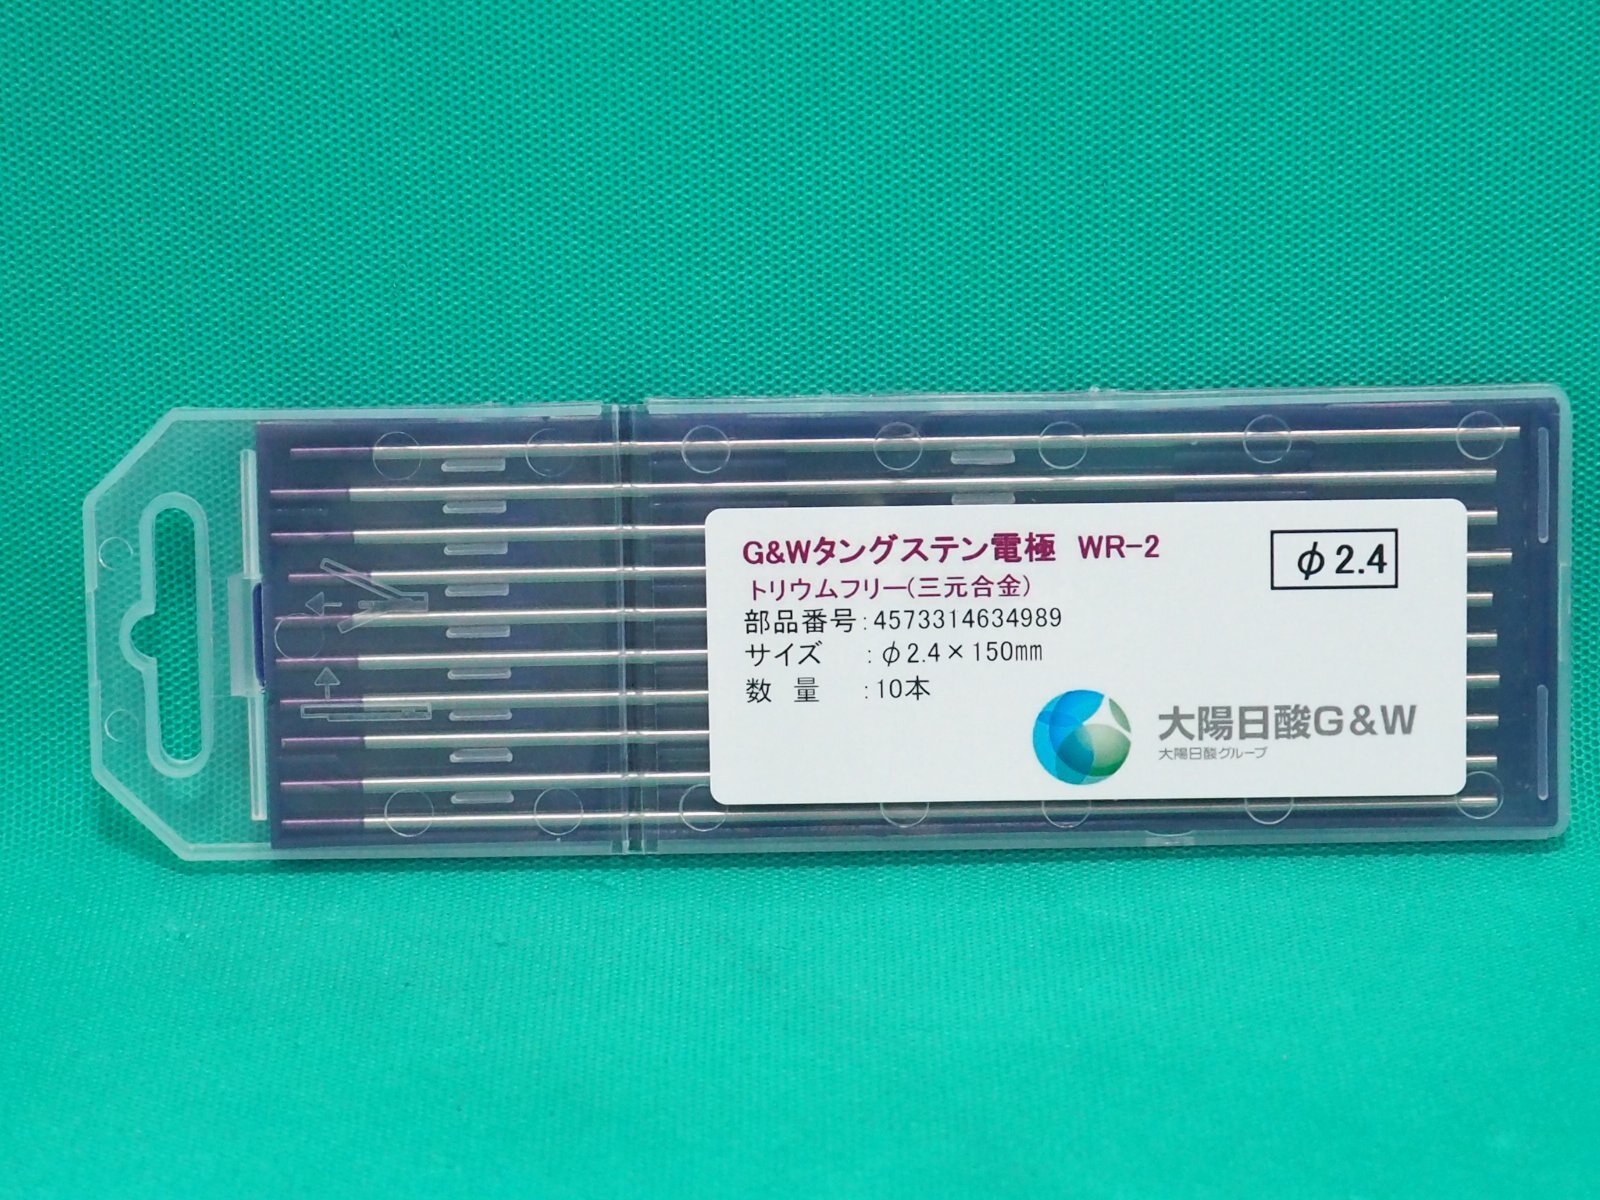 G&Wタングステン電極 WR-2
φ2.4
トリウムフリー(三元合金)
部品番号:4573314634989
サイズ :φ2.4×150mm
数 量 :10本
大陽日酸G&W
大陽日酸グループ